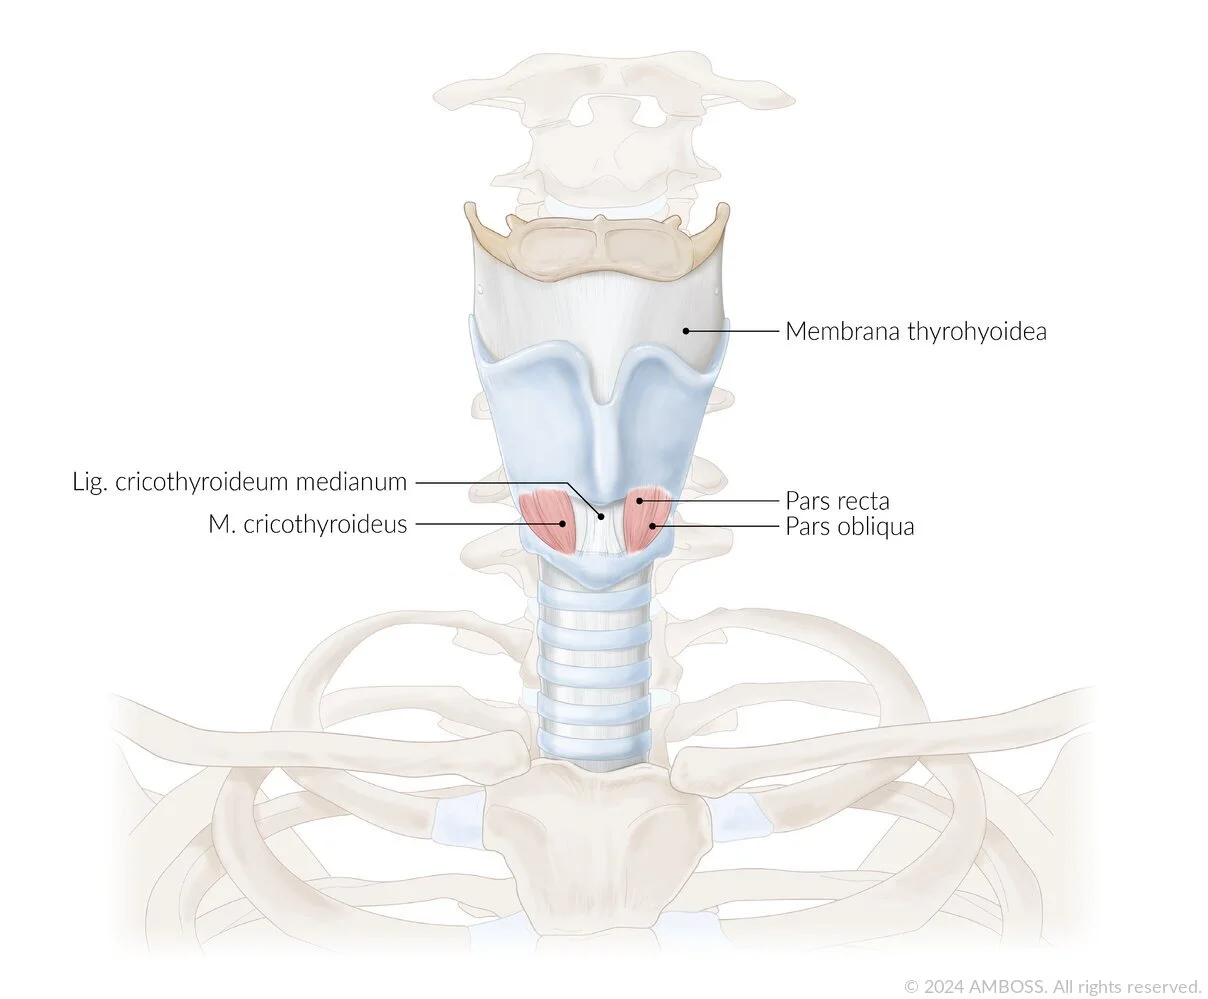 Membrana thyrohyoidea
Lig. cricothyroideum medianum
M. cricothyroideus
Pars recta
Pars obliqua
© 2024 AMBOSS. All rights reserved.